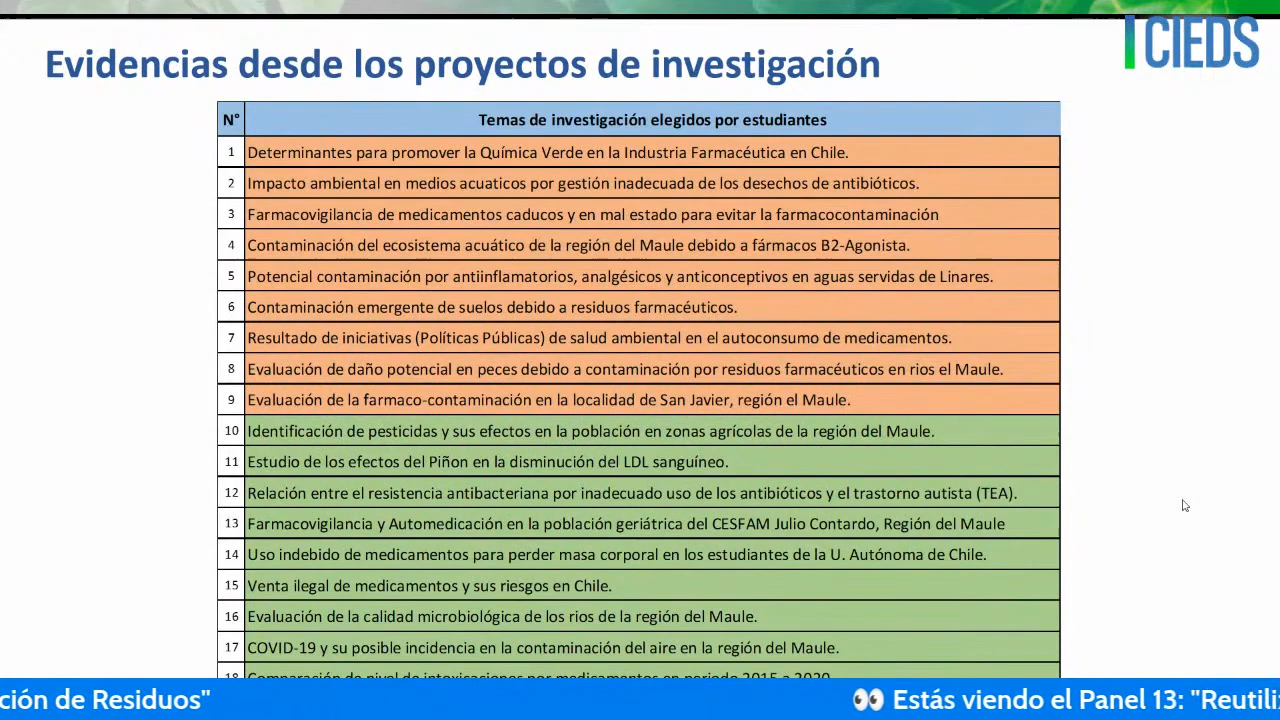 CIEDS
Evidencias desde los proyectos de investigación
N° Temas de investigación elegidos por estudiantes
1 Determinantes para promover la Química Verde en la Industria Farmacéutica en Chile.
2 Impacto ambiental en medios acuaticos por gestión inadecuada de los desechos de antibióticos.
3 Farmacovigilancia de medicamentos caducos y en mal estado para evitar la farmacocontaminación
4 Contaminación del ecosistema acuático de la región del Maule debido a fármacos B2-Agonista.
5 Potencial contaminación por antiinflamatorios, analgésicos y anticonceptivos en aguas servidas de Linares.
6 Contaminación emergente de suelos debido a residuos farmacéuticos.
7 Resultado de iniciativas (Políticas Públicas) de salud ambiental en el autoconsumo de medicamentos.
8 Evaluación de daño potencial en peces debido a contaminación por residuos farmacéuticos en rios el Maule.
9 Evaluación de la farmaco-contaminación en la localidad de San Javier, región el Maule.
10 Identificación de pesticidas y sus efectos en la población en zonas agrícolas de la región del Maule.
11 Estudio de los efectos del Piñon en la disminución del LDL sanguíneo.
12 Relación entre el resistencia antibacteriana por inadecuado uso de los antibióticos y el trastorno autista (TEA).
13 Farmacovigilancia y Automedicación en la población geriátrica del CESFAM Julio Contardo, Región del Maule
14 Uso indebido de medicamentos para perder masa corporal en los estudiantes de la U. Autónoma de Chile.
15 Venta ilegal de medicamentos y sus riesgos en Chile.
16 Evaluación de la calidad microbiológica de los rios de la región del Maule.
17 COVID-19 y su posible incidencia en la contaminación del aire en la región del Maule.
18 Comparación de nivel de intoxicaciones por medicamentos en periodo 2015 a 2020
ción de Residuos" 👀 Estás viendo el Panel 13: "Reutiliz